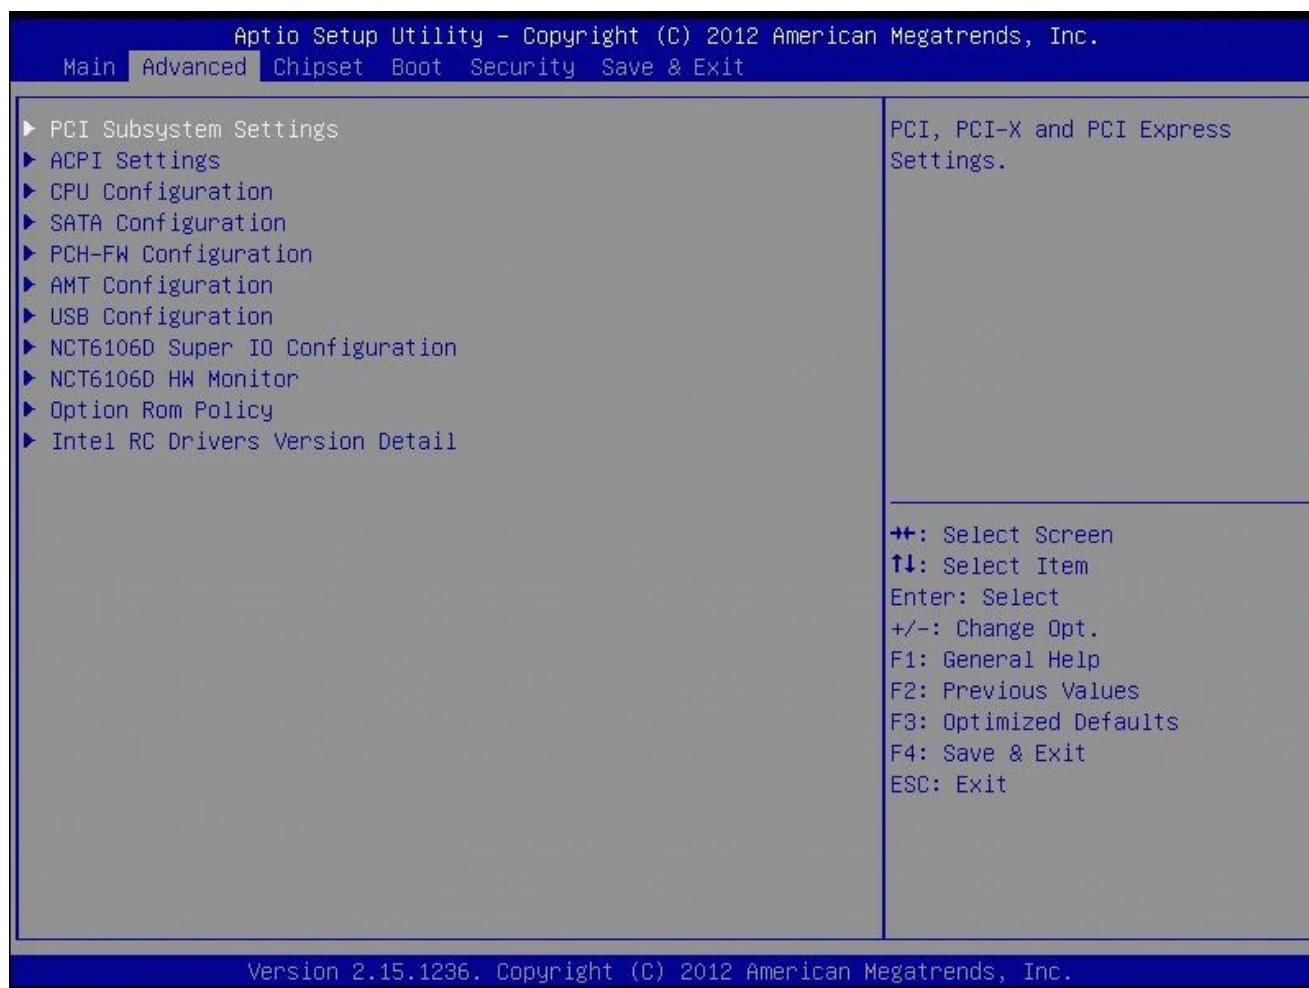 Aptio Setup Utility – Copyright (C) 2012 American Megatrends, Inc.
Main Advanced Chipset Boot Security Save & Exit
PCI Subsystem Settings
ACPI Settings
CPU Configuration
SATA Configuration
PCH-FW Configuration
AMT Configuration
USB Configuration
NCT6106D Super IO Configuration
NCT6106D HW Monitor
Option Rom Policy
Intel RC Drivers Version Detail
PCI, PCI-X and PCI Express
Settings.
→←: Select Screen
↑↓: Select Item
Enter: Select
+/-: Change Opt.
F1: General Help
F2: Previous Values
F3: Optimized Defaults
F4: Save & Exit
ESC: Exit
Version 2.15.1236. Copyright (C) 2012 American Megatrends, Inc.